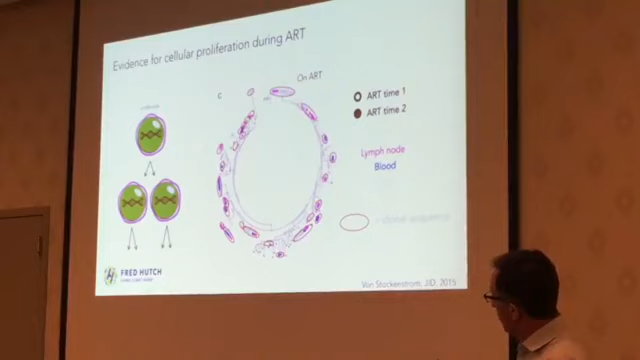 Evidence for cellular proliferation during ART
C
On ART
ART time 1
ART time 2
Lymph node
Blood
FRED HUTCH
Von Stockenstrom, JID, 2015